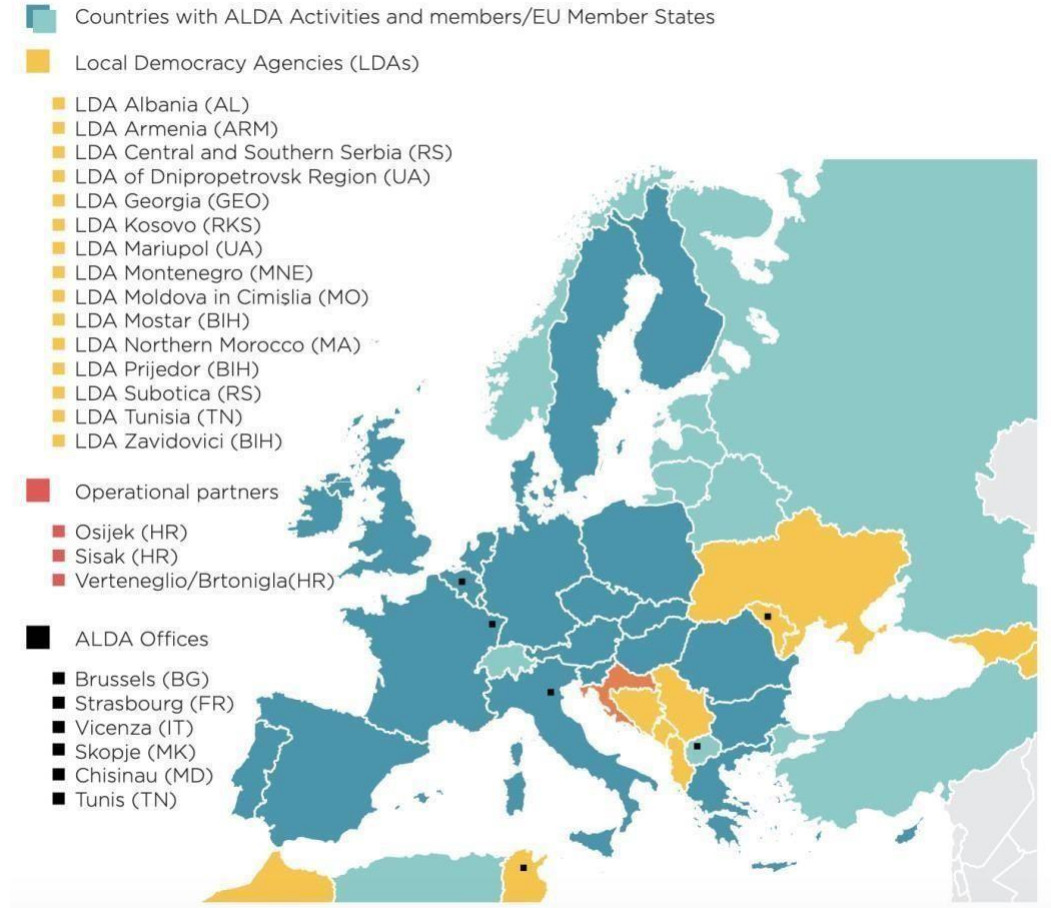 Countries with ALDA Activities and members/EU Member States
Local Democracy Agencies (LDAs)
LDA Albania (AL)
LDA Armenia (ARM)
LDA Central and Southern Serbia (RS)
LDA of Dnipropetrovsk Region (UA)
LDA Georgia (GEO)
LDA Kosovo (RKS)
LDA Mariupol (UA)
LDA Montenegro (MNE)
LDA Moldova in Cimislia (MO)
LDA Mostar (BIH)
LDA Northern Morocco (MA)
LDA Prijedor (BIH)
LDA Subotica (RS)
LDA Tunisia (TN)
LDA Zavidovici (BIH)
Operational partners
Osijek (HR)
Sisak (HR)
Verteneglio/Brtonigla(HR)
ALDA Offices
Brussels (BG)
Strasbourg (FR)
Vicenza (IT)
Skopje (MK)
Chisinau (MD)
Tunis (TN)